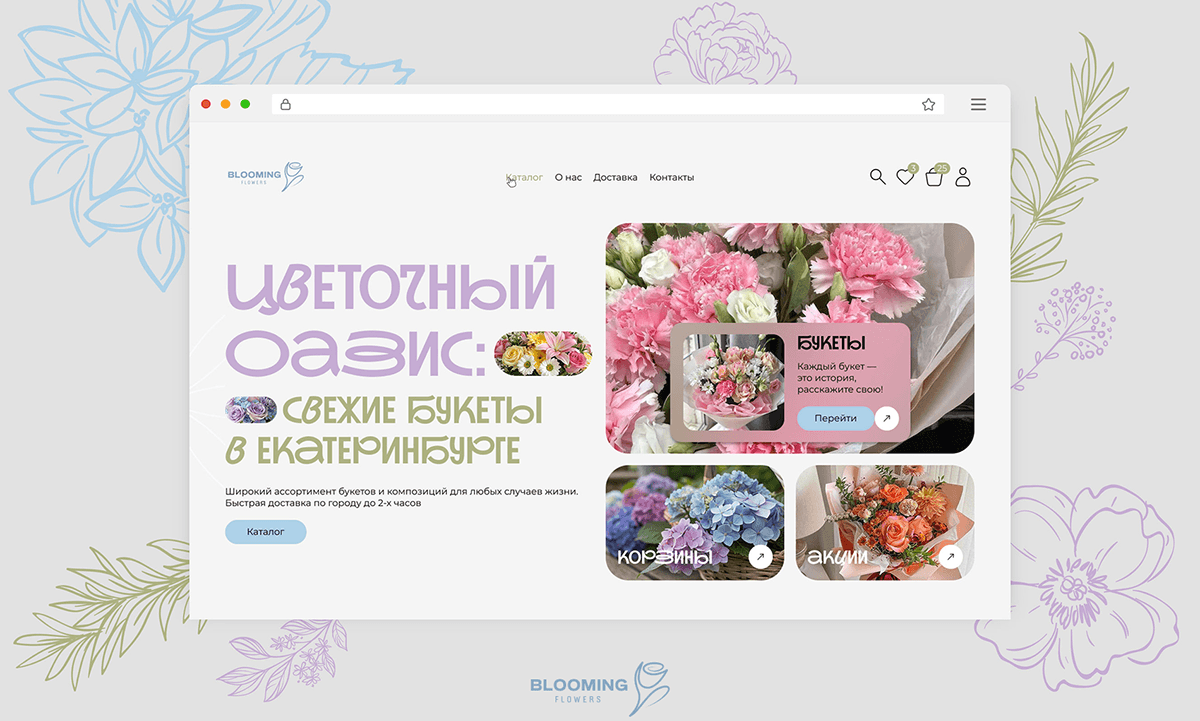 BLOOMING
FLOWERS
Каталог О нас Доставка Контакты
3 25
ЦВЕТОЧНЫЙ
ОАЗИС:
СВЕЖИЕ БУКЕТЫ
В ЕКАТЕРИНБУРГЕ
Широкий ассортимент букетов и композиций для любых случаев жизни.
Быстрая доставка по городу до 2-х часов
Каталог
БУКЕТЫ
Каждый букет —
это история,
расскажите свою!
Перейти
КОРЗИНЫ
АКЦИИ
BLOOMING
FLOWERS